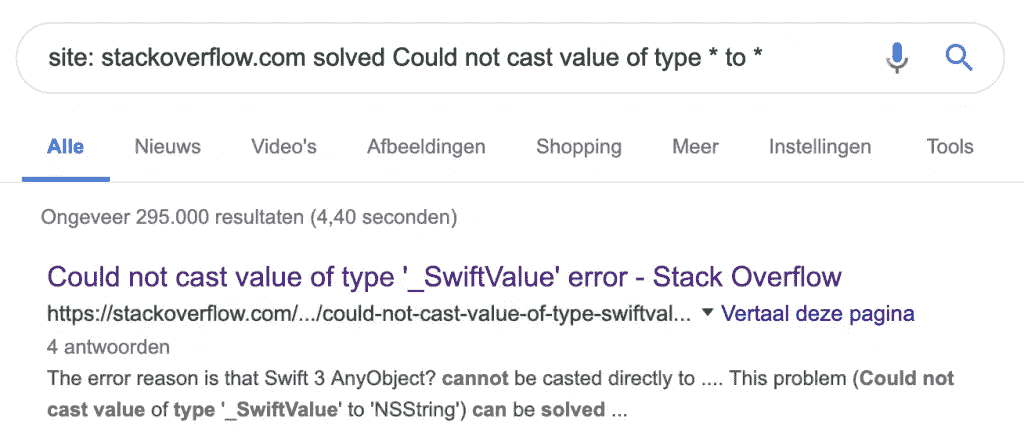 site: stackoverflow.com solved Could not cast value of type * to *
Alle Nieuws Video's Afbeeldingen Shopping Meer Instellingen Tools
Ongeveer 295.000 resultaten (4,40 seconden)
Could not cast value of type '_SwiftValue' error - Stack Overflow
https://stackoverflow.com/.../could-not-cast-value-of-type-swiftval... ▼ Vertaal deze pagina
4 antwoorden
The error reason is that Swift 3 AnyObject? cannot be casted directly to .... This problem (Could not
cast value of type '_SwiftValue' to 'NSString') can be solved ...